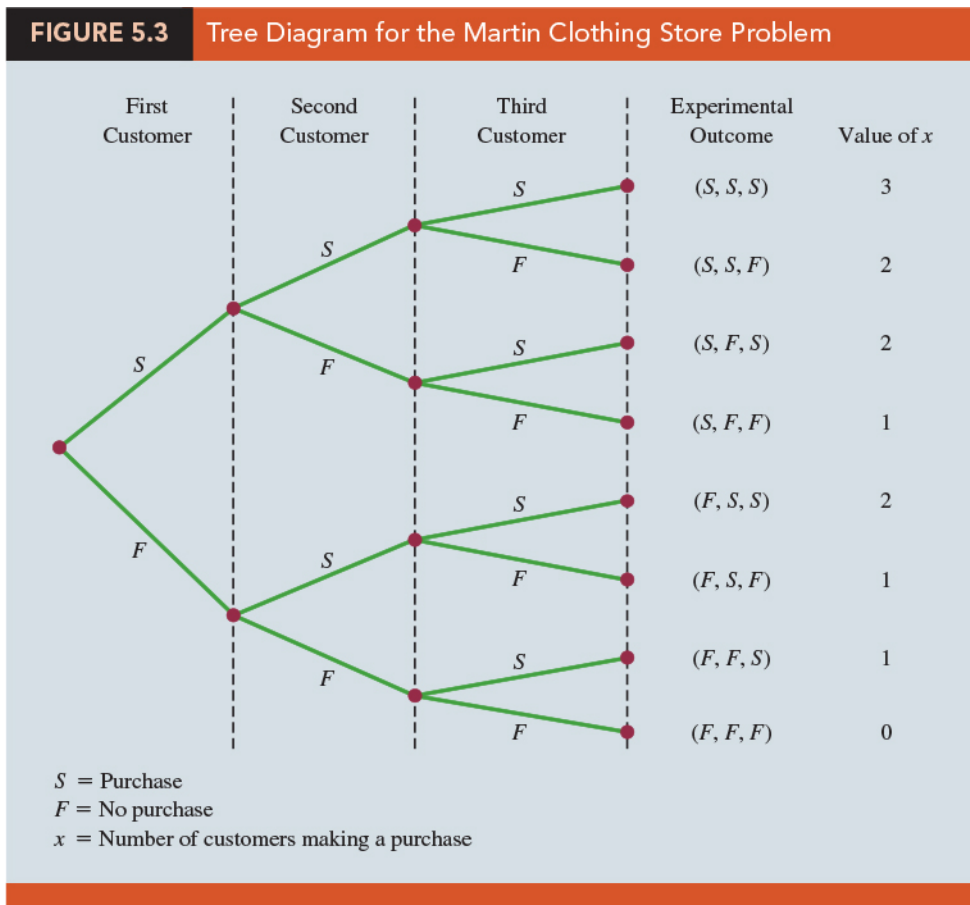 FIGURE 5.3 Tree Diagram for the Martin Clothing Store Problem
First Second Third Experimental
Customer Customer Customer Outcome Value of x
S (S, S, S) 3
S
F (S, S, F) 2
S
S (S, F, S) 2
F
F (S, F, F) 1
S (F, S, S) 2
F
S
F (F, S, F) 1
S (F, F, S) 1
F
F (F, F, F) 0
S = Purchase
F = No purchase
x = Number of customers making a purchase